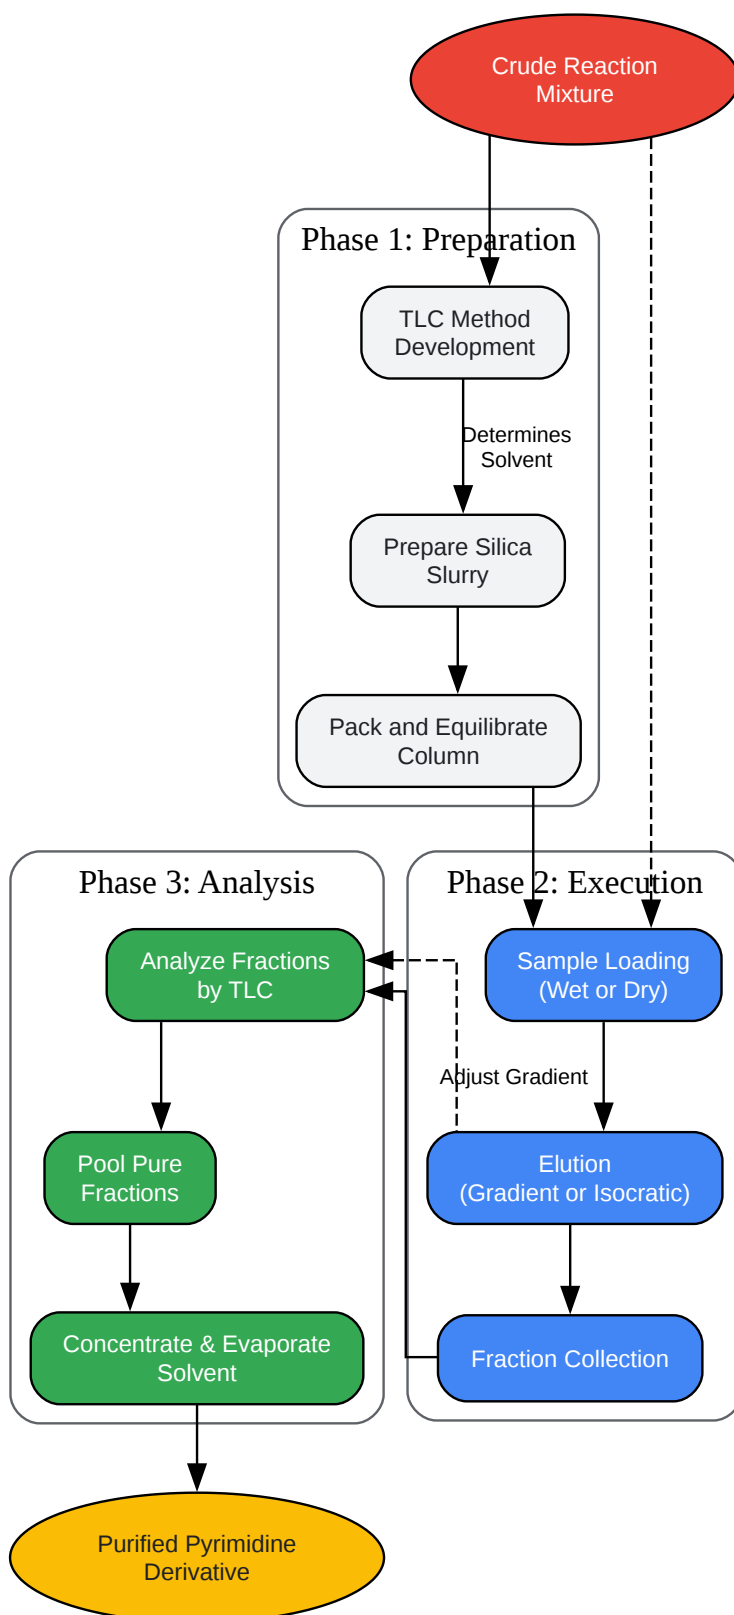 Crude Reaction
Mixture
Phase 1: Preparation
TLC Method
Development
Determines
Solvent
Prepare Silica
Slurry
Pack and Equilibrate
Column
Phase 3: Analysis
Analyze Fractions
by TLC
Pool Pure
Fractions
Concentrate & Evaporate
Solvent
Phase 2: Execution
Sample Loading
(Wet or Dry)
Adjust Gradient
Elution
(Gradient or Isocratic)
Fraction Collection
Purified Pyrimidine
Derivative